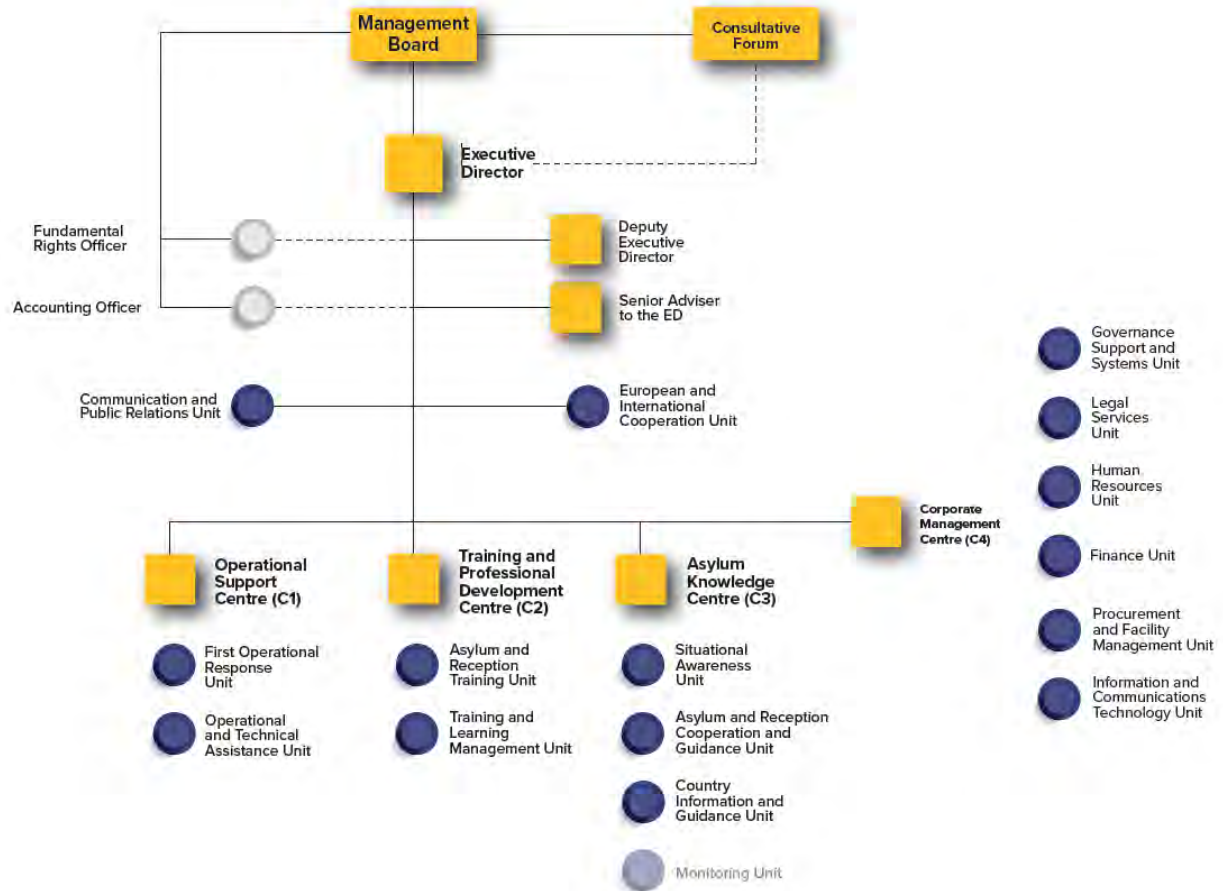 Management
Board
Consultative
Forum
Executive
Director
Fundamental
Rights Officer
Deputy
Executive
Director
Accounting Officer
Senior Adviser
to the ED
Communication and
Public Relations Unit
European and
International
Cooperation Unit
Governance
Support and
Systems Unit
Legal
Services
Unit
Human
Resources
Unit
Finance Unit
Procurement
and Facility
Management Unit
Information and
Communications
Technology Unit
Corporate
Management
Centre (C4)
Operational
Support
Centre (C1)
First Operational
Response
Unit
Operational
and Technical
Assistance Unit
Training and
Professional
Development
Centre (C2)
Asylum and
Reception
Training Unit
Training and
Learning
Management Unit
Asylum
Knowledge
Centre (C3)
Situational
Awareness
Unit
Asylum and Reception
Cooperation and
Guidance Unit
Country
Information and
Guidance Unit
Monitoring Unit